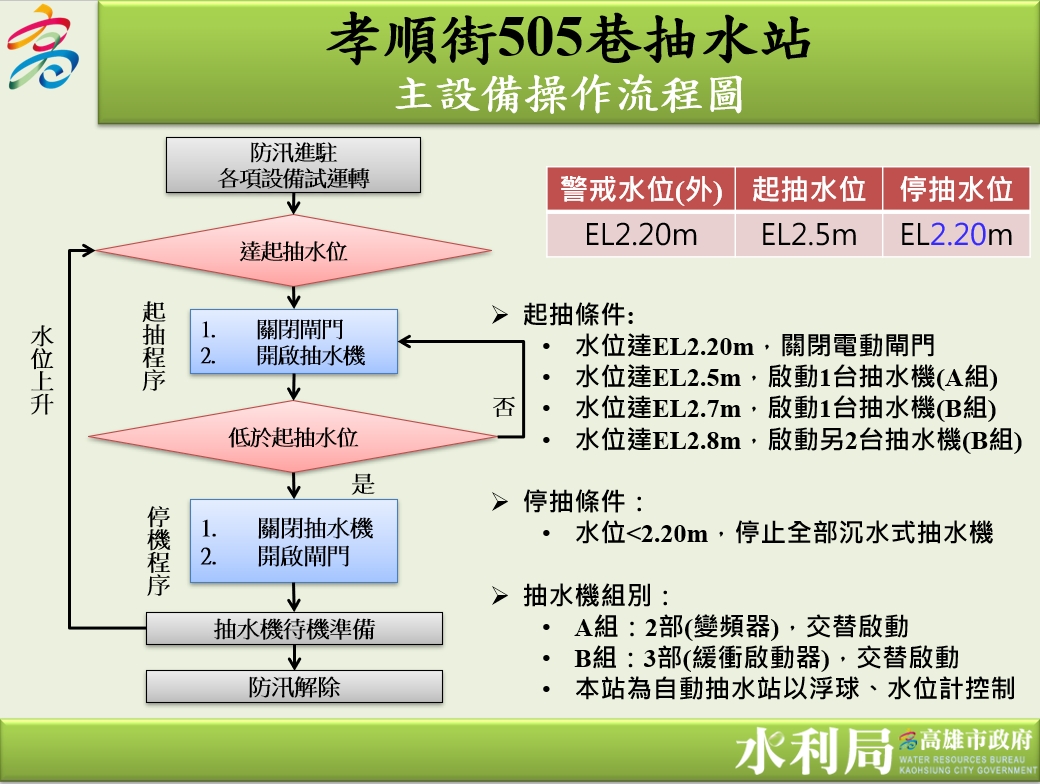 孝順街505巷抽水站
主設備操作流程圖
防汛進駐
各項設備試運轉
達起抽水位
起抽程序
1. 關閉閘門
2. 開啟抽水機
水位上升
否
低於起抽水位
是
停機程序
1. 關閉抽水機
2. 開啟閘門
抽水機待機準備
防汛解除
警戒水位(外) 起抽水位 停抽水位
EL2.20m EL2.5m EL2.20m
➢ 起抽條件:
• 水位達EL2.20m，關閉電動閘門
• 水位達EL2.5m，啟動1台抽水機(A組)
• 水位達EL2.7m，啟動1台抽水機(B組)
• 水位達EL2.8m，啟動另2台抽水機(B組)
➢ 停抽條件：
• 水位<2.20m，停止全部沉水式抽水機
➢ 抽水機組別：
• A組：2部(變頻器)，交替啟動
• B組：3部(緩衝啟動器)，交替啟動
• 本站為自動抽水站以浮球、水位計控制
水利局
高雄市政府
WATER RESOURCES BUREAU
KAOHSIUNG CITY GOVERNMENT